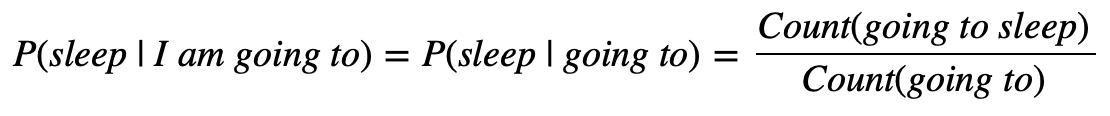 P(sleep | I am going to) = P(sleep | going to) = Count(going to sleep) / Count(going to)